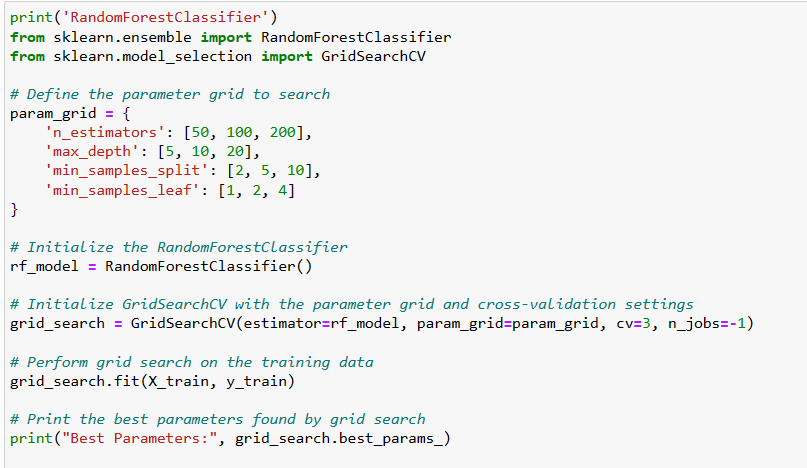 print('RandomForestClassifier')
from sklearn.ensemble import RandomForestClassifier
from sklearn.model_selection import GridSearchCV

# Define the parameter grid to search
param_grid = {
    'n_estimators': [50, 100, 200],
    'max_depth': [5, 10, 20],
    'min_samples_split': [2, 5, 10],
    'min_samples_leaf': [1, 2, 4]
}

# Initialize the RandomForestClassifier
rf_model = RandomForestClassifier()

# Initialize GridSearchCV with the parameter grid and cross-validation settings
grid_search = GridSearchCV(estimator=rf_model, param_grid=param_grid, cv=3, n_jobs=-1)

# Perform grid search on the training data
grid_search.fit(X_train, y_train)

# Print the best parameters found by grid search
print("Best Parameters:", grid_search.best_params_)